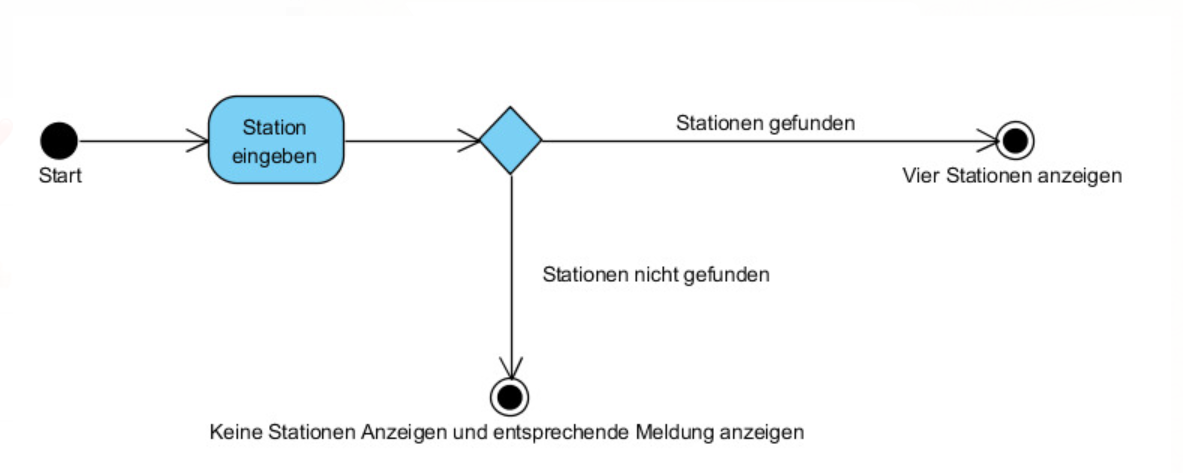 Station
eingeben
Stationen gefunden
Start
Vier Stationen anzeigen
Stationen nicht gefunden
Keine Stationen Anzeigen und entsprechende Meldung anzeigen